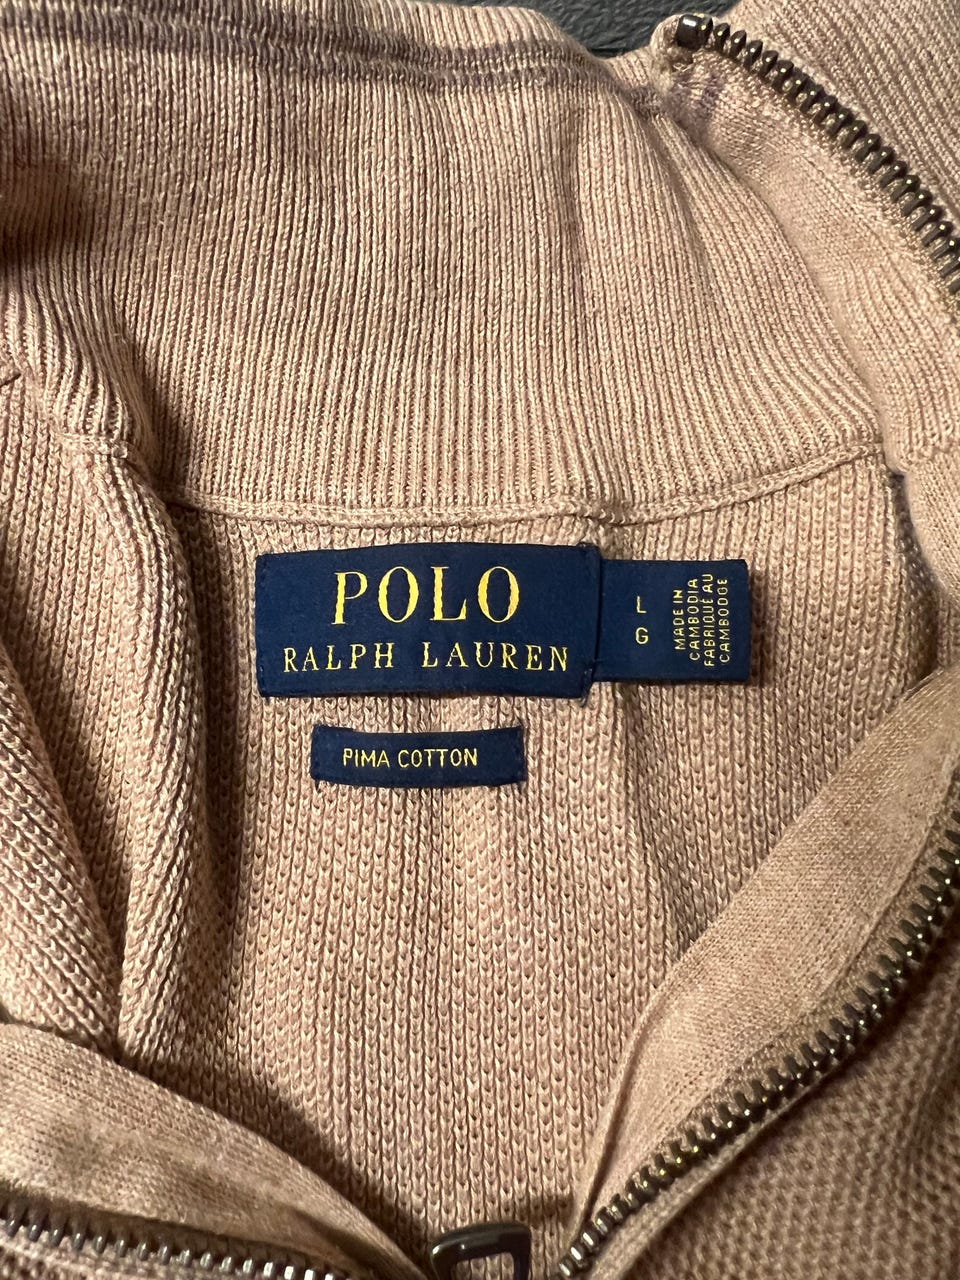 POLO
RALPH LAUREN
L
G
MADE IN
CAMBODIA
FABRIQUÉ AU
CAMBODGE
PIMA COTTON